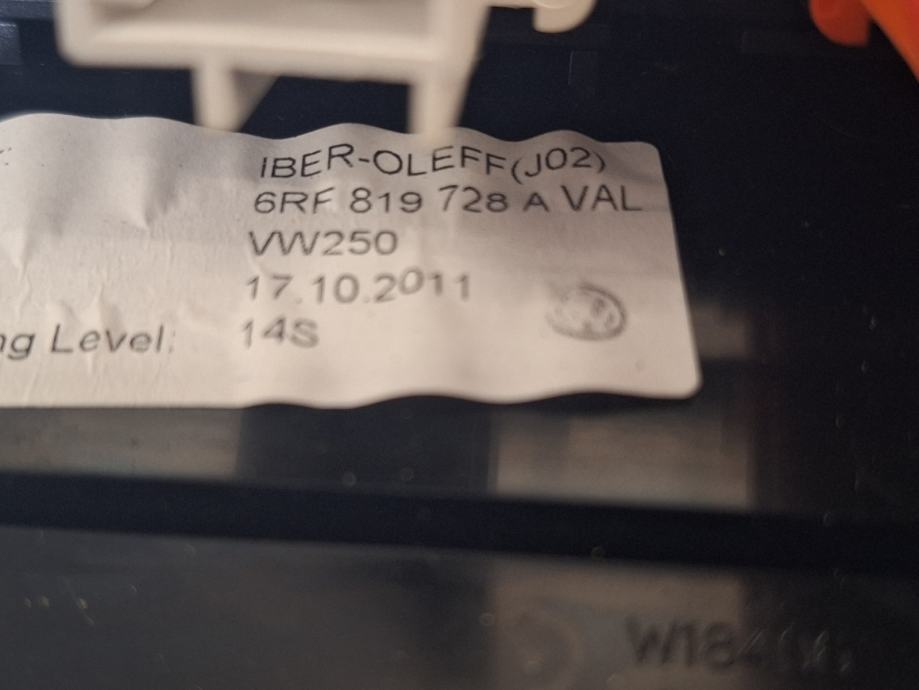 IBER-OLEFF(J02)
6RF 819 728 A VAL
VW250
17.10.2011
ng Level: 14S